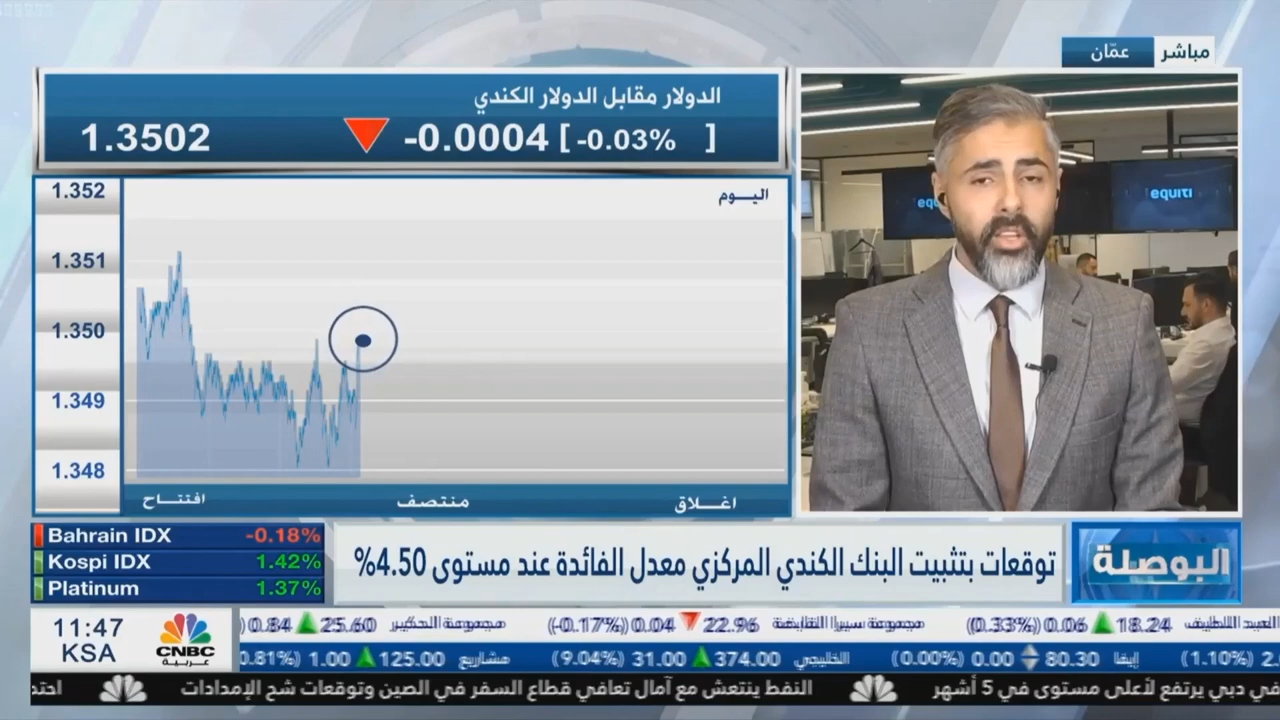 مباشر عمّان
الدولار مقابل الدولار الكندي
1.3502 -0.0004 [ -0.03% ]
اليوم
1.352
1.351
1.350
1.349
1.348
افتتاح منتصف اغلاق
equiti
equ
Bahrain IDX -0.18%
Kospi IDX 1.42%
Platinum 1.37%
توقعات بتثبيت البنك الكندي المركزي معدل الفائدة عند مستوى 4.50%
البوصلة
11:47
KSA
CNBC
عربية
العبد اللطيف 18.24 0.06 (0.33%) مجموعة سيرا القابضة 22.96 0.04 (-0.17%) مجموعة الحكير 25.60 0.84
(1.10%) إيفا 80.30 0.00 (0.00%) الخليجي 374.00 31.00 (9.04%) مشاريع 125.00 1.00 0.81%)
في دبي يرتفع لأعلى مستوى في 5 أشهر النفط ينتعش مع آمال تعافي قطاع السفر في الصين وتوقعات شح الإمدادات